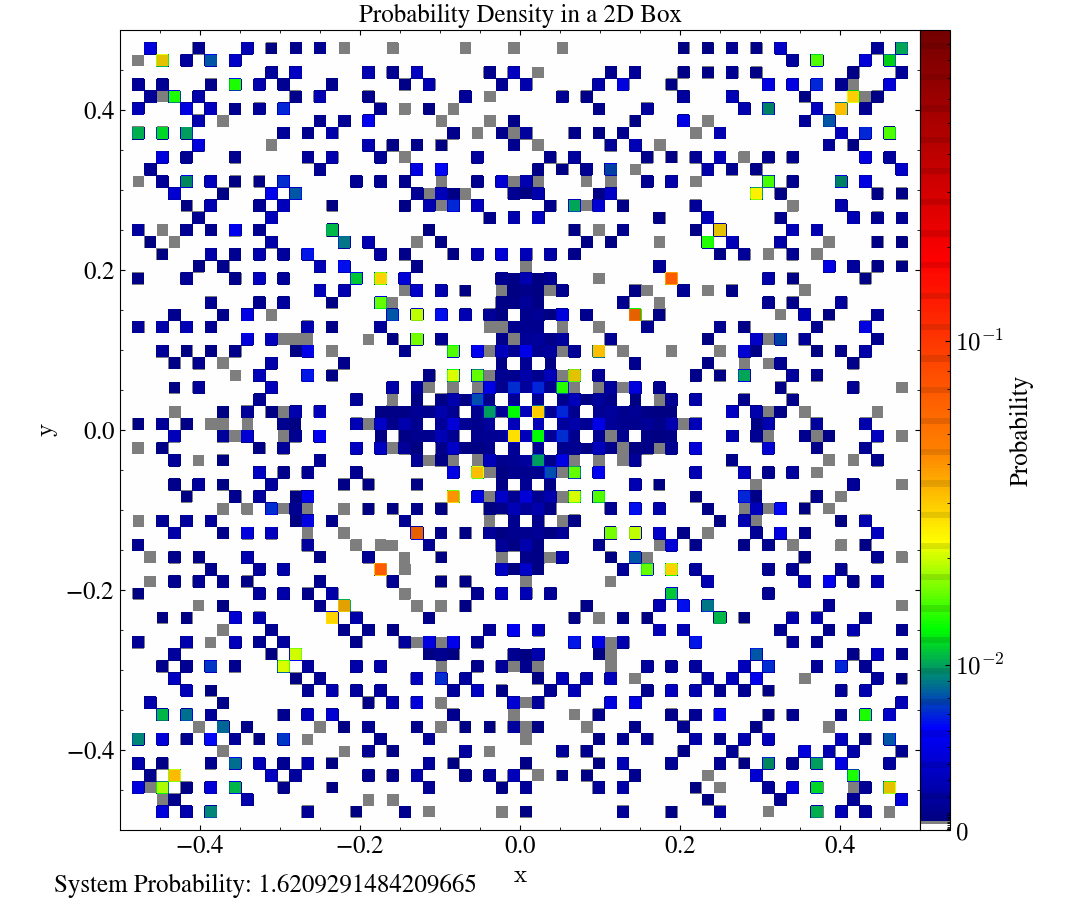 Probability Density in a 2D Box
0.4
0.2
0.0
−0.2
−0.4
y
−0.4 −0.2 0.0 0.2 0.4
x
10⁻¹
10⁻²
0
Probability
System Probability: 1.6209291484209665